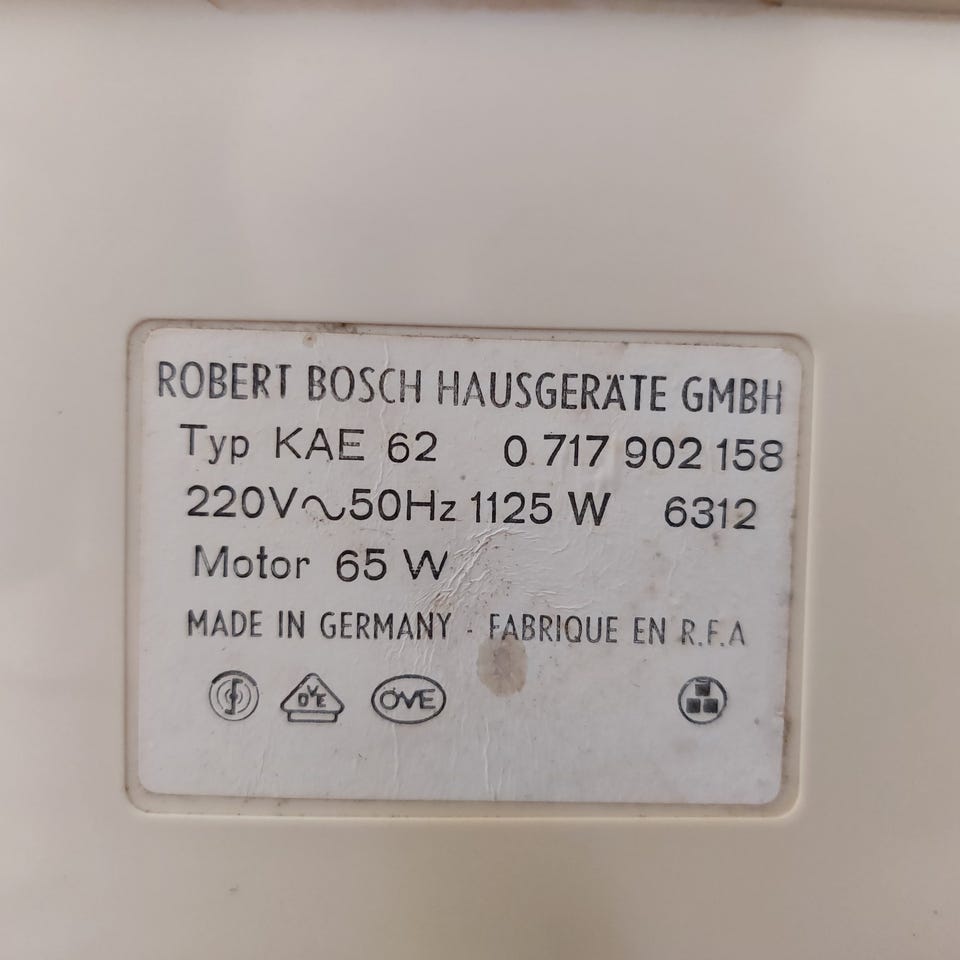 ROBERT BOSCH HAUSGERÄTE GMBH
Typ KAE 62 0 717 902 158
220V~50Hz 1125 W 6312
Motor 65 W
MADE IN GERMANY - FABRIQUE EN R.F.A
DVE ÖVE